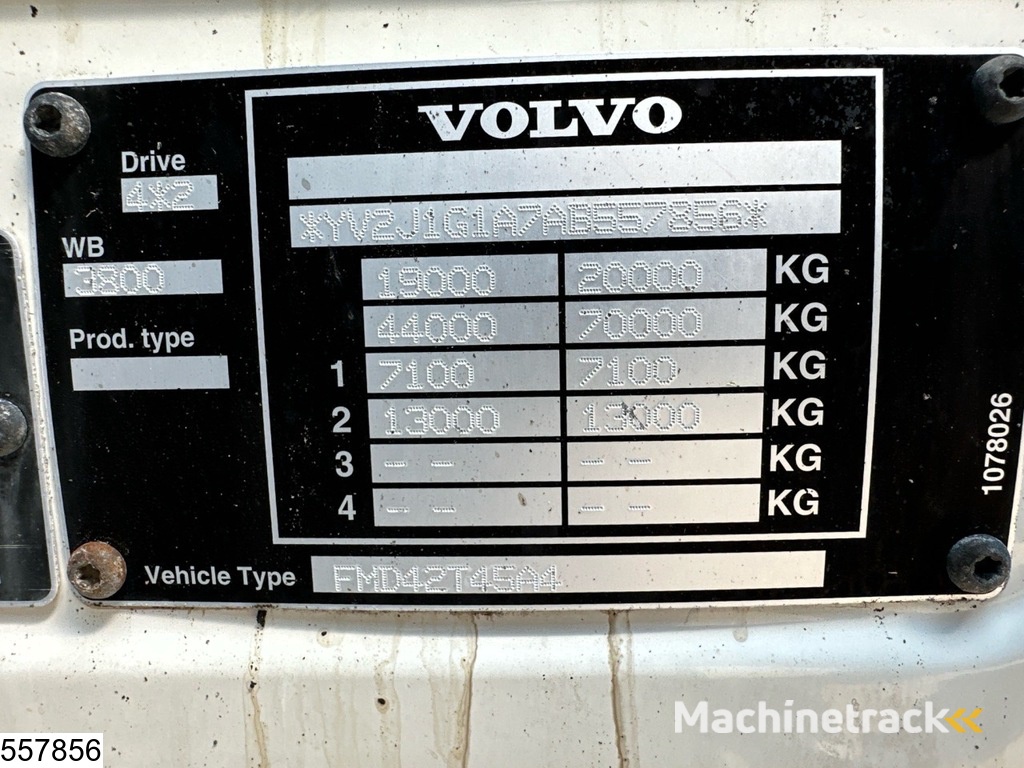 VOLVO
Drive
4X2
*YV2J1G1A7AB557856*
WB
3800
19000 20000 KG
44000 70000 KG
Prod. type
1 7100 7100 KG
2 13000 13000 KG
3 -- -- KG
4 -- -- KG
1078026
Vehicle Type FMD42T45A4
Machinetrack
557856